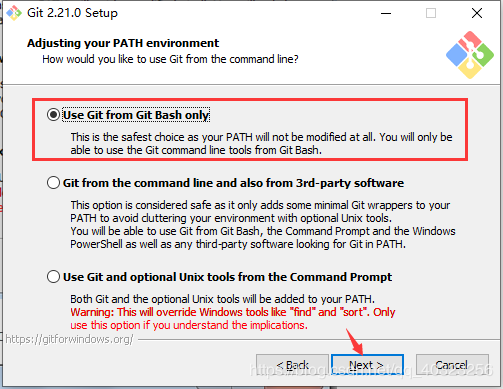 Git 2.21.0 Setup
Adjusting your PATH environment
How would you like to use Git from the command line?
Use Git from Git Bash only
This is the safest choice as your PATH will not be modified at all. You will only be
able to use the Git command line tools from Git Bash.
Git from the command line and also from 3rd-party software
This option is considered safe as it only adds some minimal Git wrappers to your
PATH to avoid cluttering your environment with optional Unix tools.
You will be able to use Git from Git Bash, the Command Prompt and the Windows
PowerShell as well as any third-party software looking for Git in PATH.
Use Git and optional Unix tools from the Command Prompt
Both Git and the optional Unix tools will be added to your PATH.
Warning: This will override Windows tools like "find" and "sort". Only
use this option if you understand the implications.
https://gitforwindows.org/
< Back
Next >
Cancel